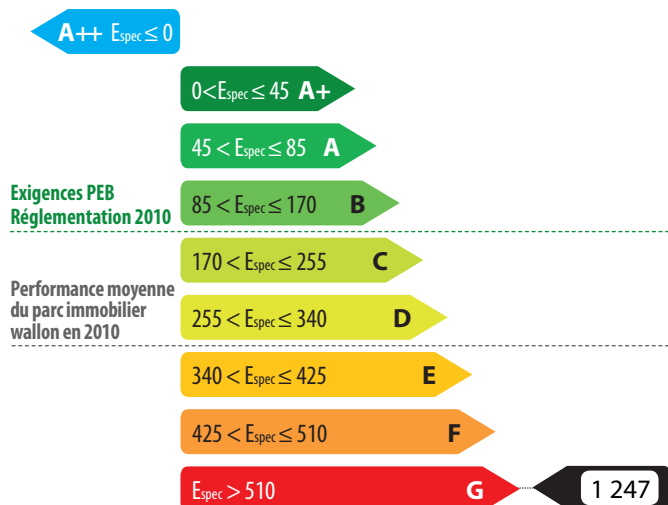 A++ Espec ≤ 0
0<Espec ≤ 45 A+
45 < Espec ≤ 85 A
Exigences PEB
Réglementation 2010
85 < Espec ≤ 170 B
170 < Espec ≤ 255 C
Performance moyenne
du parc immobilier
wallon en 2010
255 < Espec ≤ 340 D
340 < Espec ≤ 425 E
425 < Espec ≤ 510 F
Espec > 510 G
1 247